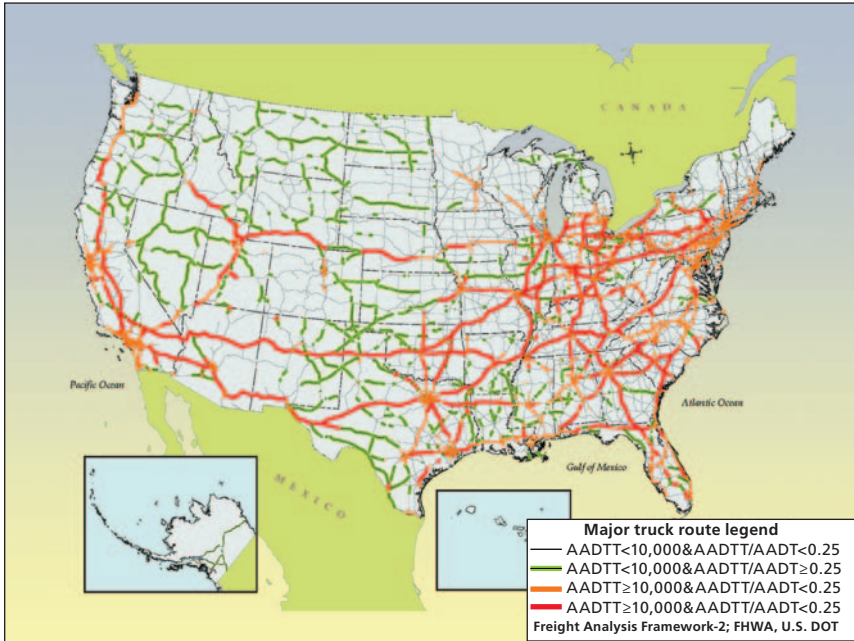 CANADA
Pacific Ocean
Atlantic Ocean
Gulf of Mexico
MEXICO
Major truck route legend
AADTT<10,000&AADTT/AADT<0.25
AADTT<10,000&AADTT/AADT≥0.25
AADTT≥10,000&AADTT/AADT<0.25
AADTT≥10,000&AADTT/AADT<0.25
Freight Analysis Framework-2; FHWA, U.S. DOT